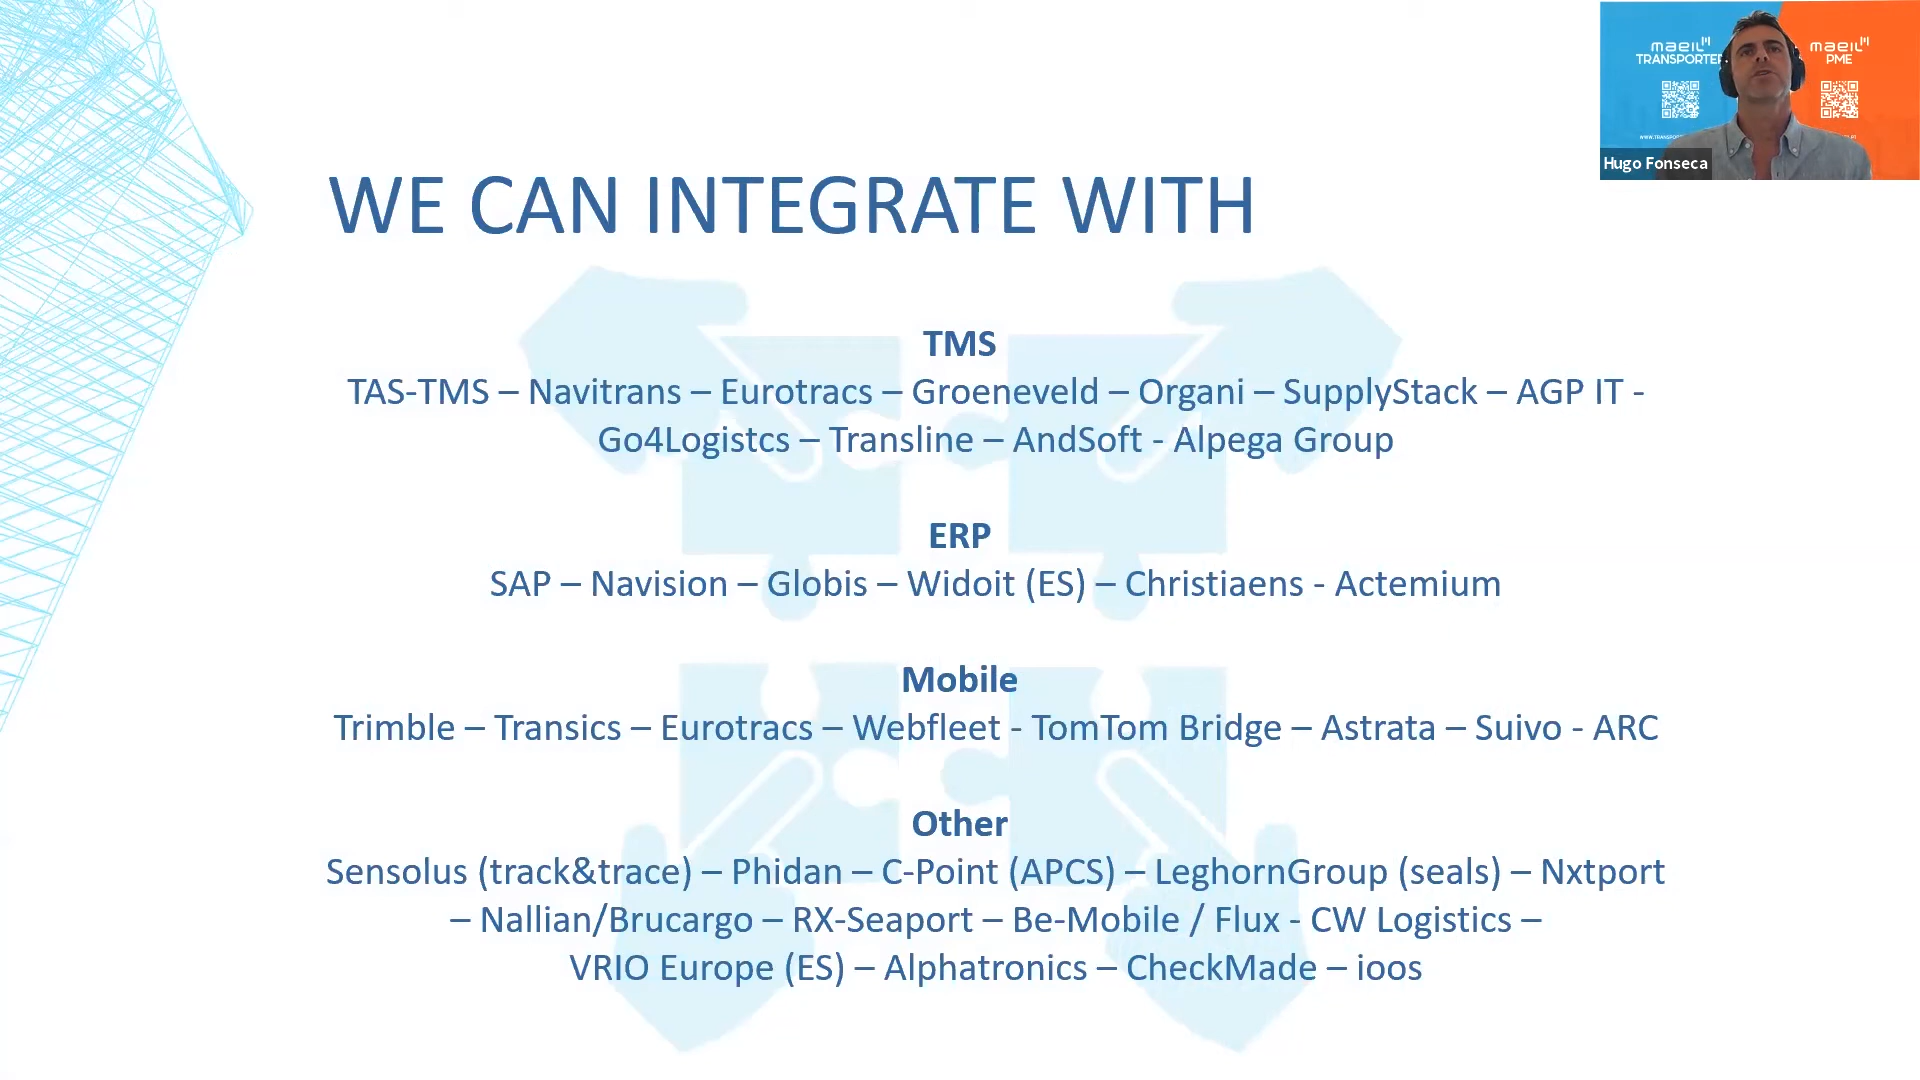 maeil
TRANSPORTER
maeil
PME
Hugo Fonseca
WE CAN INTEGRATE WITH
TMS
TAS-TMS – Navitrans – Eurotracs – Groeneveld – Organi – SupplyStack – AGP IT -
Go4Logistcs – Transline – AndSoft - Alpega Group
ERP
SAP – Navision – Globis – Widoit (ES) – Christiaens - Actemium
Mobile
Trimble – Transics – Eurotracs – Webfleet - TomTom Bridge – Astrata – Suivo - ARC
Other
Sensolus (track&trace) – Phidan – C-Point (APCS) – LeghornGroup (seals) – Nxtport
– Nallian/Brucargo – RX-Seaport – Be-Mobile / Flux - CW Logistics –
VRIO Europe (ES) – Alphatronics – CheckMade – ioos